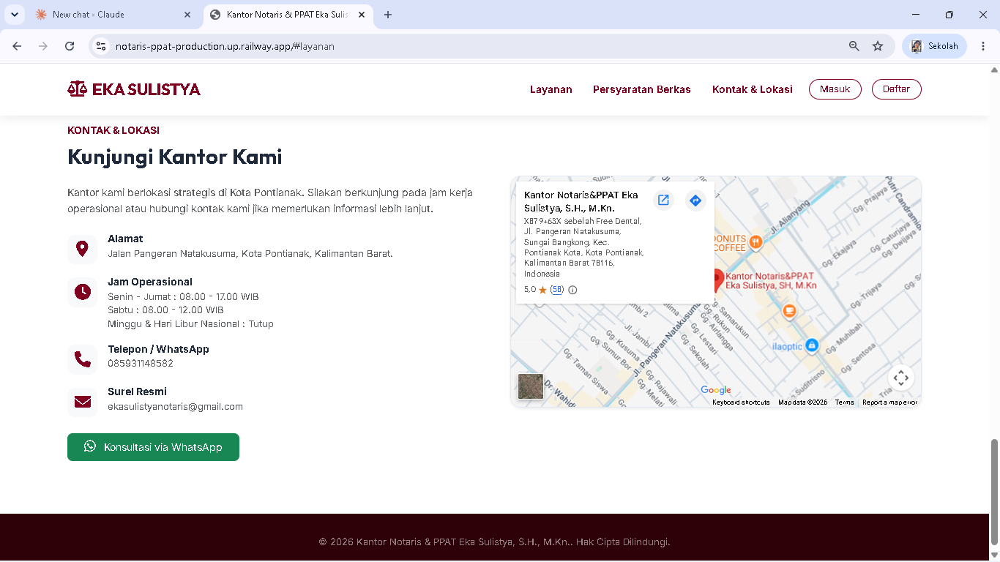 New chat - Claude
Kantor Notaris & PPAT Eka Sulis
notaris-ppat-production.up.railway.app/#layanan
Sekolah
EKA SULISTYA
Layanan
Persyaratan Berkas
Kontak & Lokasi
Masuk
Daftar
KONTAK & LOKASI
Kunjungi Kantor Kami
Kantor kami berlokasi strategis di Kota Pontianak. Silakan berkunjung pada jam kerja
operasional atau hubungi kontak kami jika memerlukan informasi lebih lanjut.
Alamat
Jalan Pangeran Natakusuma, Kota Pontianak, Kalimantan Barat.
Jam Operasional
Senin - Jumat : 08.00 - 17.00 WIB
Sabtu : 08.00 - 12.00 WIB
Minggu & Hari Libur Nasional : Tutup
Telepon / WhatsApp
085931148582
Surel Resmi
ekasulistyanotaris@gmail.com
Konsultasi via WhatsApp
Kantor Notaris&PPAT Eka
Sulistya, S.H., M.Kn.
X879+63X sebelah Free Dental,
Jl. Pangeran Natakusuma,
Sungai Bangkong, Kec.
Pontianak Kota, Kota Pontianak,
Kalimantan Barat 78116,
Indonesia
5,0 ★ (58)
DONUTS
COFFEE
Jl. Alianyang
Putri Candramidi
Gg. Prajaya
Gg. Caturjaya
Gg. Dwijaya
Gg. Ekajaya
Kantor Notaris&PPAT
Eka Sulistya, SH, M.Kn
Gg. Trijaya
Gg. Samarukun
Gg. Rukun
Gg. Airlangga
Gg. Lestari
Gg. Sekolah
Jl. Pangeran Natakusuma
Jl. Jambi
Gg. Kusuma
Gg. Sumur Bor
Gg. Taman Siswa
Gg. Rajawali
Gg. Melati
Dr. Wahid
ilaoptic
Gg. Muhibah
Gg. Sentosa
Suditrisno
Tria
Google
Keyboard shortcuts
Map data ©2026
Terms
Report a map error
© 2026 Kantor Notaris & PPAT Eka Sulistya, S.H., M.Kn.. Hak Cipta Dilindungi.